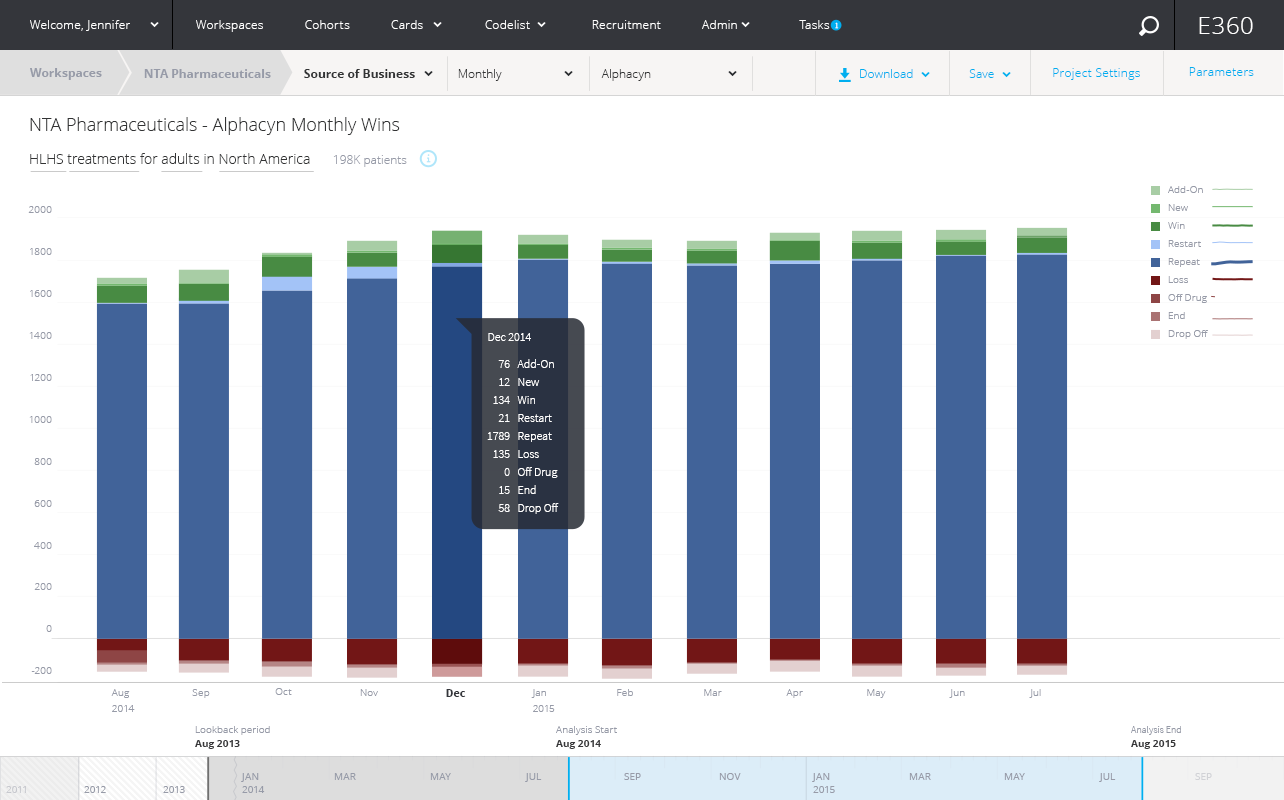 Welcome, Jennifer Workspaces Cohorts Cards Codelist Recruitment Admin Tasks i E360
Workspaces NTA Pharmaceuticals Source of Business Monthly Alphacyn Download Save Project Settings Parameters
NTA Pharmaceuticals - Alphacyn Monthly Wins
HLHS treatments for adults in North America 198K patients i
Add-On
New
Win
Restart
Repeat
Loss
Off Drug
End
Drop Off
2000
1800
1600
1400
1200
1000
800
600
400
200
0
-200
Dec 2014
76 Add-On
12 New
134 Win
21 Restart
1789 Repeat
135 Loss
0 Off Drug
15 End
58 Drop Off
Aug Sep Oct Nov Dec Jan Feb Mar Apr May Jun Jul
2014 2015
Lookback period Analysis Start Analysis End
Aug 2013 Aug 2014 Aug 2015
JAN MAR MAY JUL SEP NOV JAN MAR MAY JUL SEP
2011 2012 2013 2014 2015